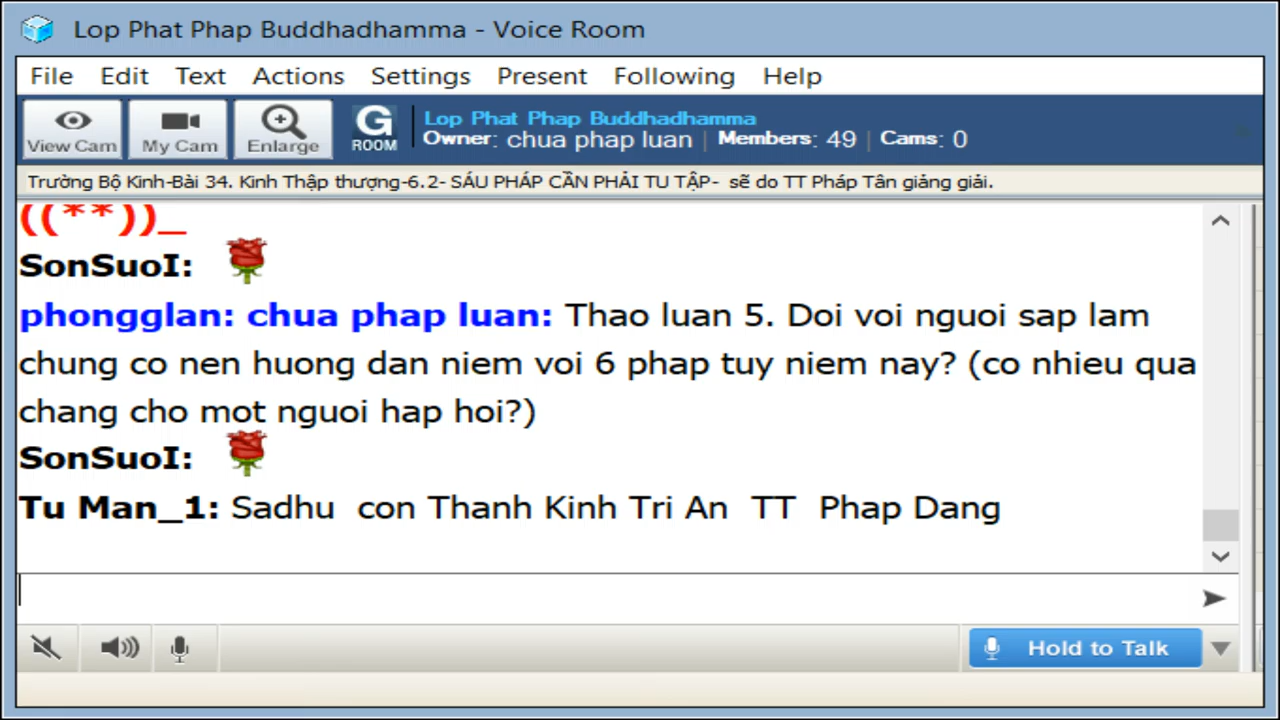 Lop Phat Phap Buddhadhamma - Voice Room
File Edit Text Actions Settings Present Following Help
View Cam My Cam Enlarge G ROOM
Lop Phat Phap Buddhadhamma
Owner: chua phap luan | Members: 49 | Cams: 0
Trường Bộ Kinh-Bài 34. Kinh Thập thượng-6.2- SÁU PHÁP CẦN PHẢI TU TẬP- sẽ do TT Pháp Tân giảng giải.
((**))_
SonSuoI:
phongglan: chua phap luan: Thao luan 5. Doi voi nguoi sap lam
chung co nen huong dan niem voi 6 phap tuy niem nay? (co nhieu qua
chang cho mot nguoi hap hoi?)
SonSuoI:
Tu Man_1: Sadhu con Thanh Kinh Tri An TT Phap Dang
Hold to Talk